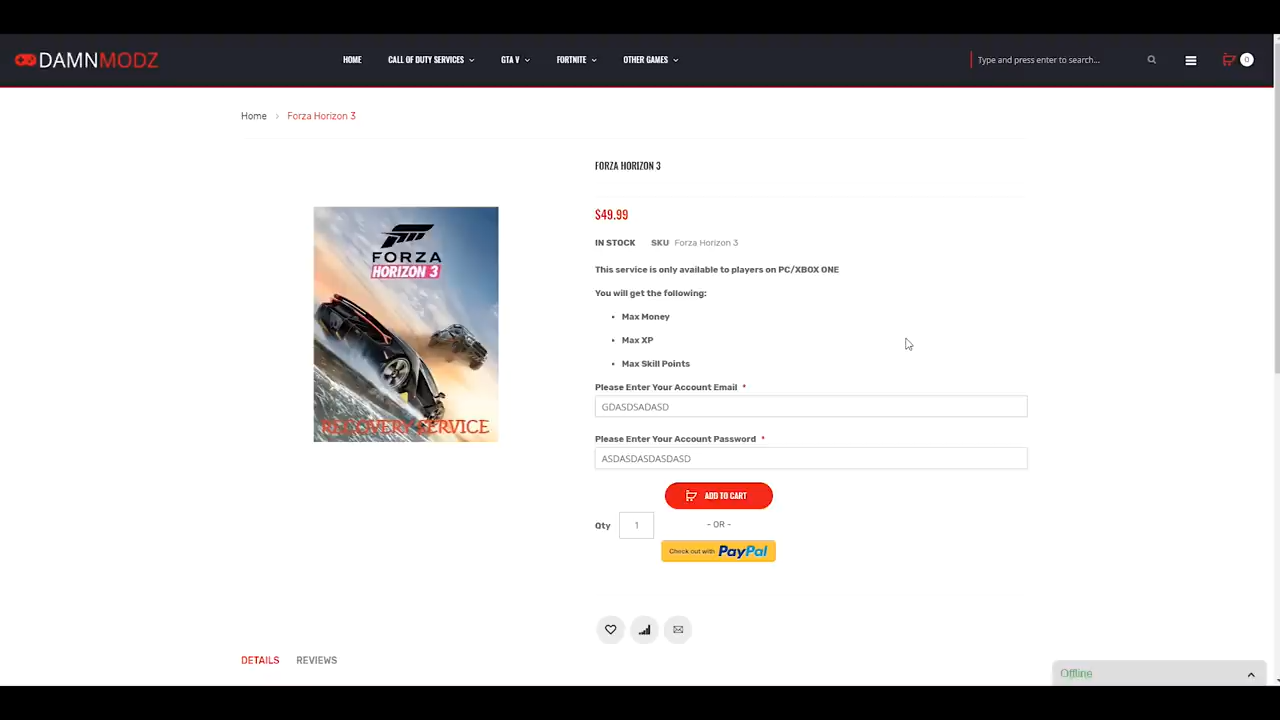 DAMNMODZ
HOME
CALL OF DUTY SERVICES
GTA V
FORTNITE
OTHER GAMES
Type and press enter to search...
0
Home > Forza Horizon 3
FORZA HORIZON 3
$49.99
IN STOCK SKU Forza Horizon 3
This service is only available to players on PC/XBOX ONE
You will get the following:
• Max Money
• Max XP
• Max Skill Points
Please Enter Your Account Email *
GDASDSADASD
Please Enter Your Account Password *
ASDASDASDASDASD
ADD TO CART
Qty 1
- OR -
Check out with PayPal
FORZA
HORIZON 3
RECOVERY SERVICE
DETAILS
REVIEWS
Offline